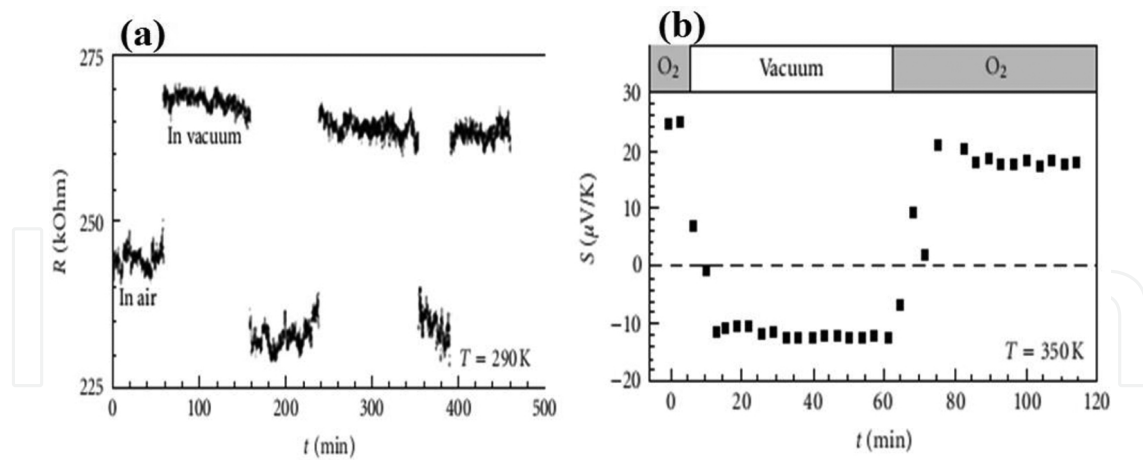 (a)
275
250
225
R (kOhm)
In vacuum
In air
T = 290 K
0 100 200 300 400 500
t (min)
(b)
O2 Vacuum O2
30
20
10
0
−10
−20
S (μV/K)
T = 350 K
0 20 40 60 80 100 120
t (min)